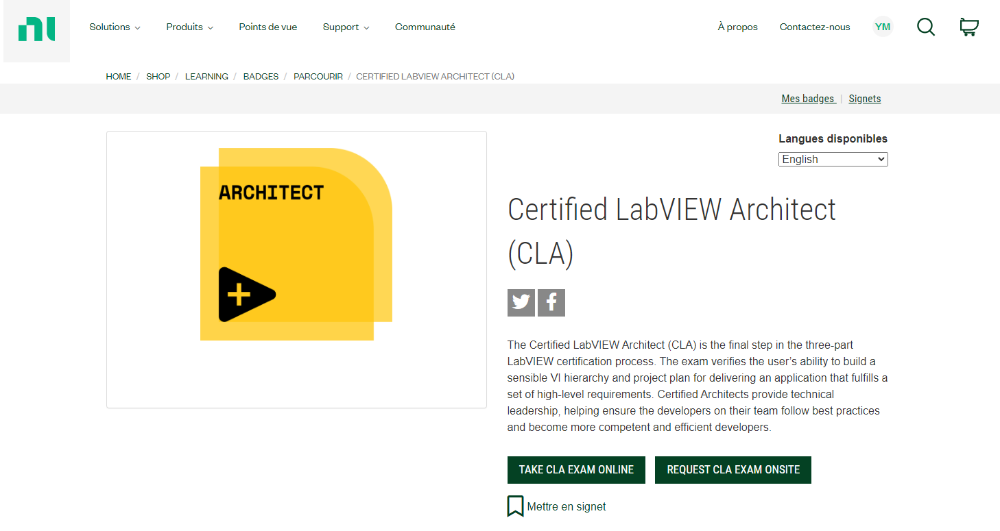 ni
Solutions Produits Points de vue Support Communauté À propos Contactez-nous YM
HOME / SHOP / LEARNING / BADGES / PARCOURIR / CERTIFIED LABVIEW ARCHITECT (CLA)
Mes badges | Signets
ARCHITECT
Langues disponibles
English
Certified LabVIEW Architect
(CLA)
The Certified LabVIEW Architect (CLA) is the final step in the three-part
LabVIEW certification process. The exam verifies the user’s ability to build a
sensible VI hierarchy and project plan for delivering an application that fulfills a
set of high-level requirements. Certified Architects provide technical
leadership, helping ensure the developers on their team follow best practices
and become more competent and efficient developers.
TAKE CLA EXAM ONLINE REQUEST CLA EXAM ONSITE
Mettre en signet